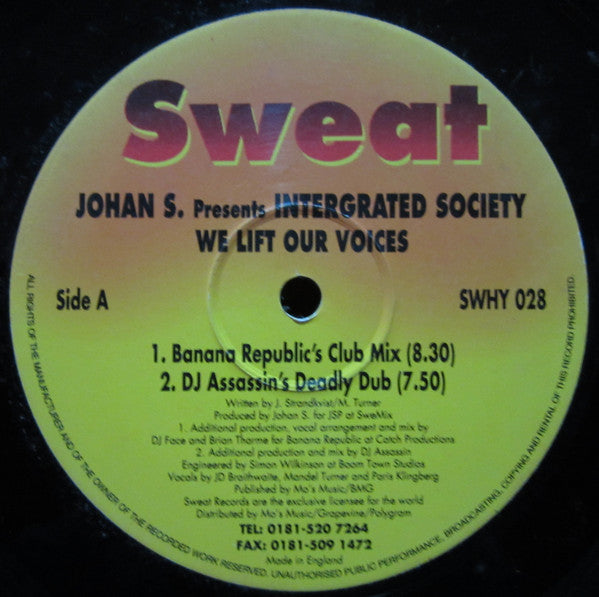 Sweat
JOHAN S. Presents INTERGRATED SOCIETY
WE LIFT OUR VOICES
Side A
SWHY 028
1. Banana Republic's Club Mix (8.30)
2. DJ Assassin's Deadly Dub (7.50)
Written by J. Strandkvist/M. Turner
Produced by Johan S. for JSP at SweMix
1. Additional production, vocal arrangement and mix by
DJ Face and Brian Tharme for Banana Republic at Catch Productions
2. Additional production and mix by DJ Assassin
Engineered by Simon Wilkinson at Boom Town Studios
Vocals by JD Braithwaite, Mandel Turner and Paris Klingberg
Published by Mo's Music/BMG
Sweat Records are the exclusive licensee for the world
Distributed by Mo's Music/Grapevine/Polygram
TEL: 0181-520 7264
FAX: 0181-509 1472
Made in England
ALL RIGHTS OF THE MANUFACTURER AND OF THE OWNER OF THE RECORDED WORK RESERVED. UNAUTHORISED PUBLIC PERFORMANCE, BROADCASTING, COPYING AND RENTAL OF THIS RECORD PROHIBITED.